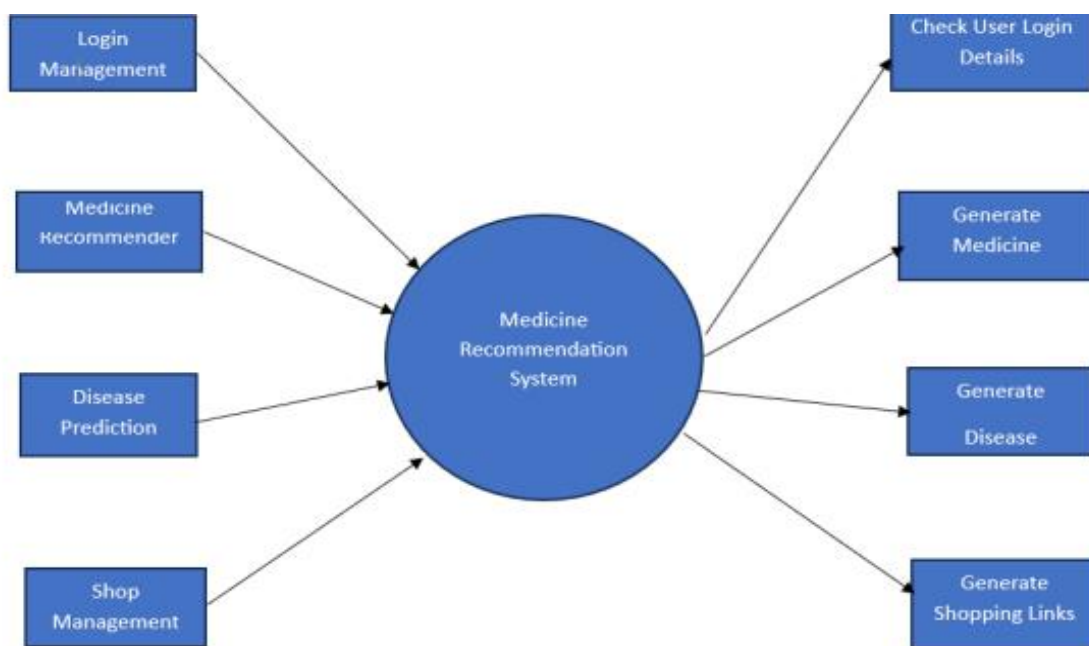 Login
Management
Medicine
Recommender
Disease
Prediction
Shop
Management
Medicine
Recommendation
System
Check User Login
Details
Generate
Medicine
Generate
Disease
Generate
Shopping Links